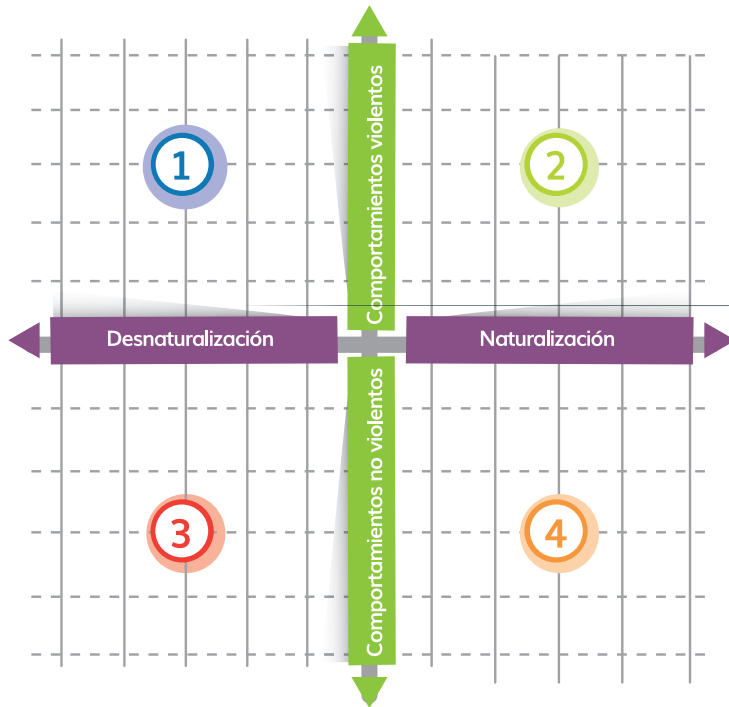 Comportamientos violentos
1
2
Desnaturalización
Naturalización
Comportamientos no violentos
3
4